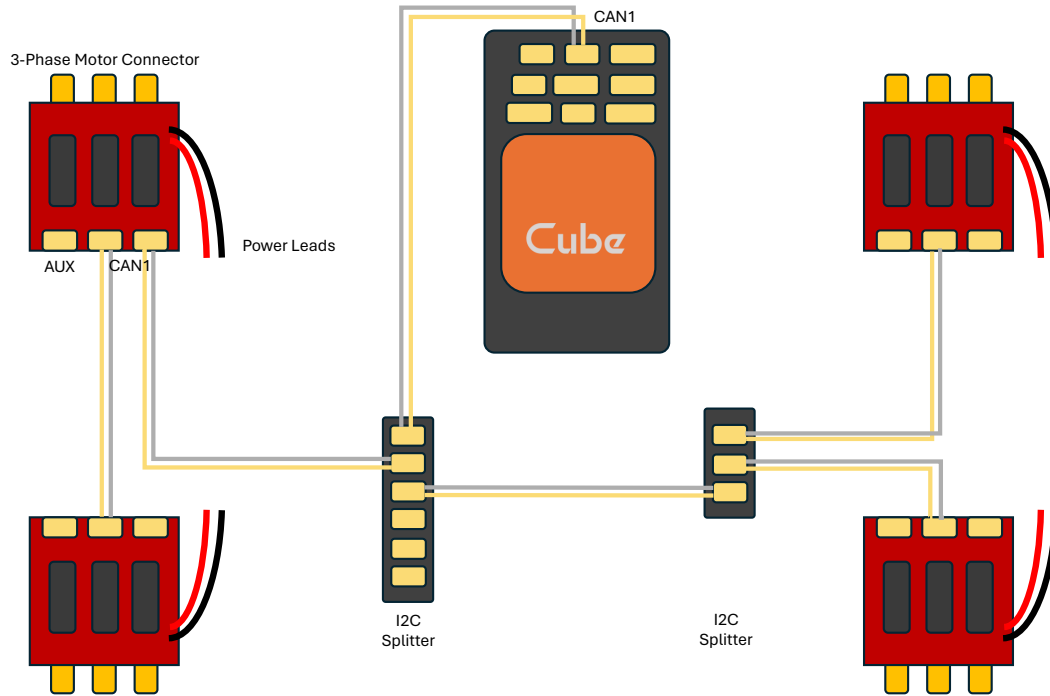 CAN1
3-Phase Motor Connector
Cube
Power Leads
AUX
CAN1
I2C
Splitter
I2C
Splitter